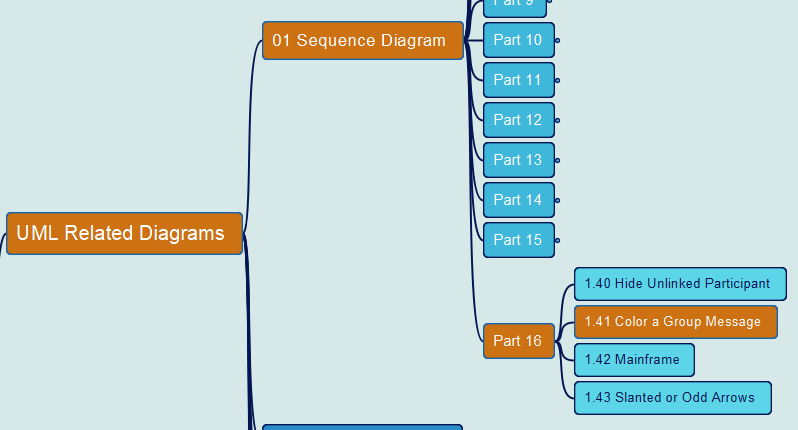 Part 9
01 Sequence Diagram
Part 10
Part 11
Part 12
Part 13
Part 14
Part 15
UML Related Diagrams
Part 16
1.40 Hide Unlinked Participant
1.41 Color a Group Message
1.42 Mainframe
1.43 Slanted or Odd Arrows